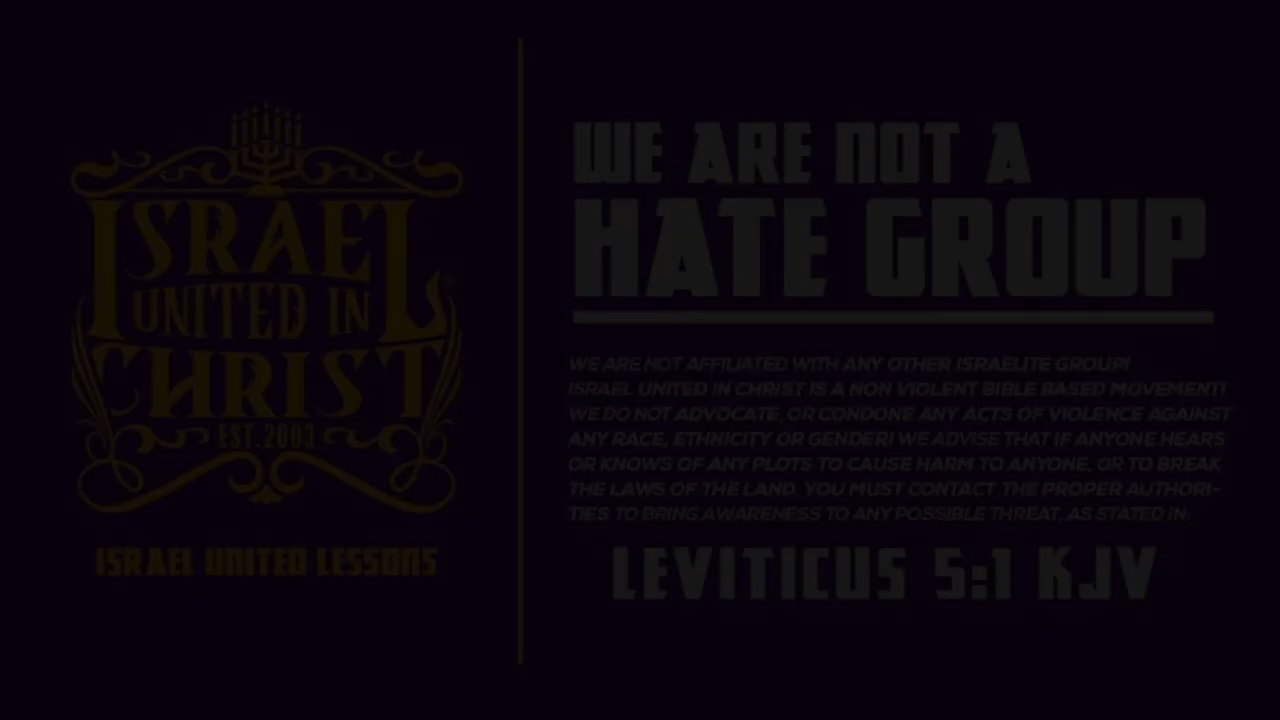 ISRAEL
UNITED IN
CHRIST
EST. 2003
ISRAEL UNITED LESSONS
WE ARE NOT A
HATE GROUP
WE ARE NOT AFFILIATED WITH ANY OTHER ISRAELITE GROUP!
ISRAEL UNITED IN CHRIST IS A NON VIOLENT BIBLE BASED MOVEMENT!
WE DO NOT ADVOCATE, OR CONDONE ANY ACTS OF VIOLENCE AGAINST
ANY RACE, ETHNICITY OR GENDER! WE ADVISE THAT IF ANYONE HEARS
OR KNOWS OF ANY PLOTS TO CAUSE HARM TO ANYONE, OR TO BREAK
THE LAWS OF THE LAND. YOU MUST CONTACT THE PROPER AUTHORI-
TIES TO BRING AWARENESS TO ANY POSSIBLE THREAT, AS STATED IN:
LEVITICUS 5:1 KJV